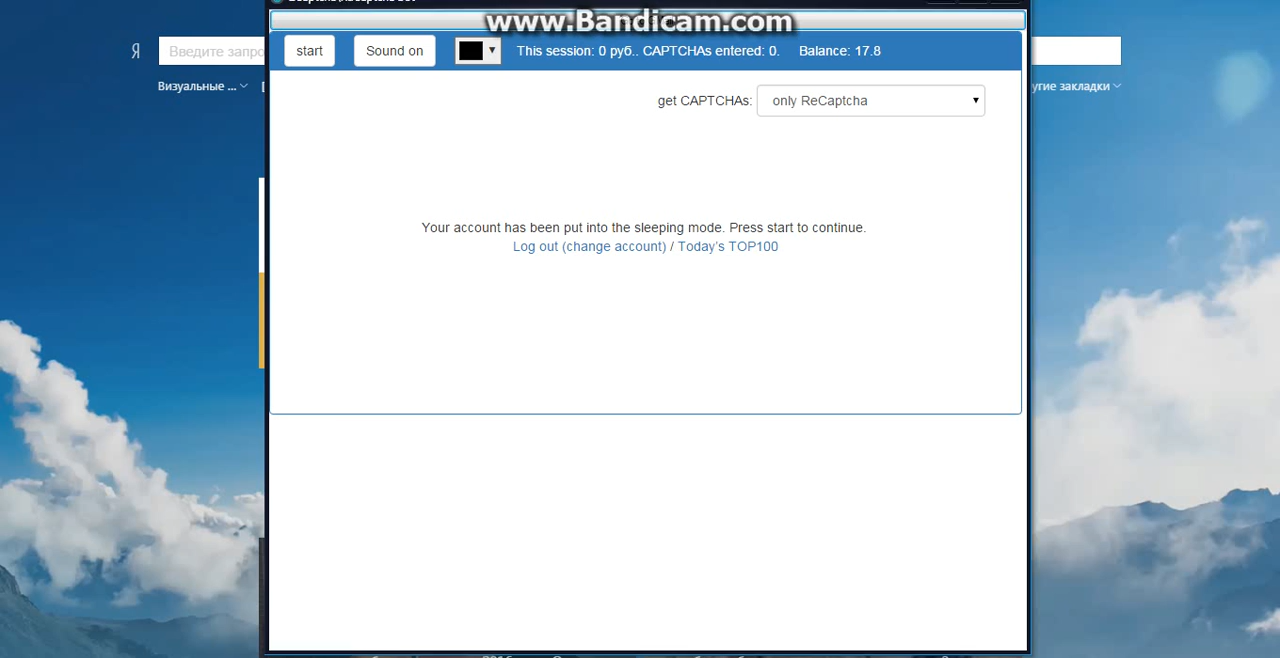 www.Bandicam.com
start
Sound on
This session: 0 руб.. CAPTCHAs entered: 0.
Balance: 17.8
Я
Введите запро
Визуальные ...
угие закладки
get CAPTCHAs:
only ReCaptcha
Your account has been put into the sleeping mode. Press start to continue.
Log out (change account) / Today's TOP100